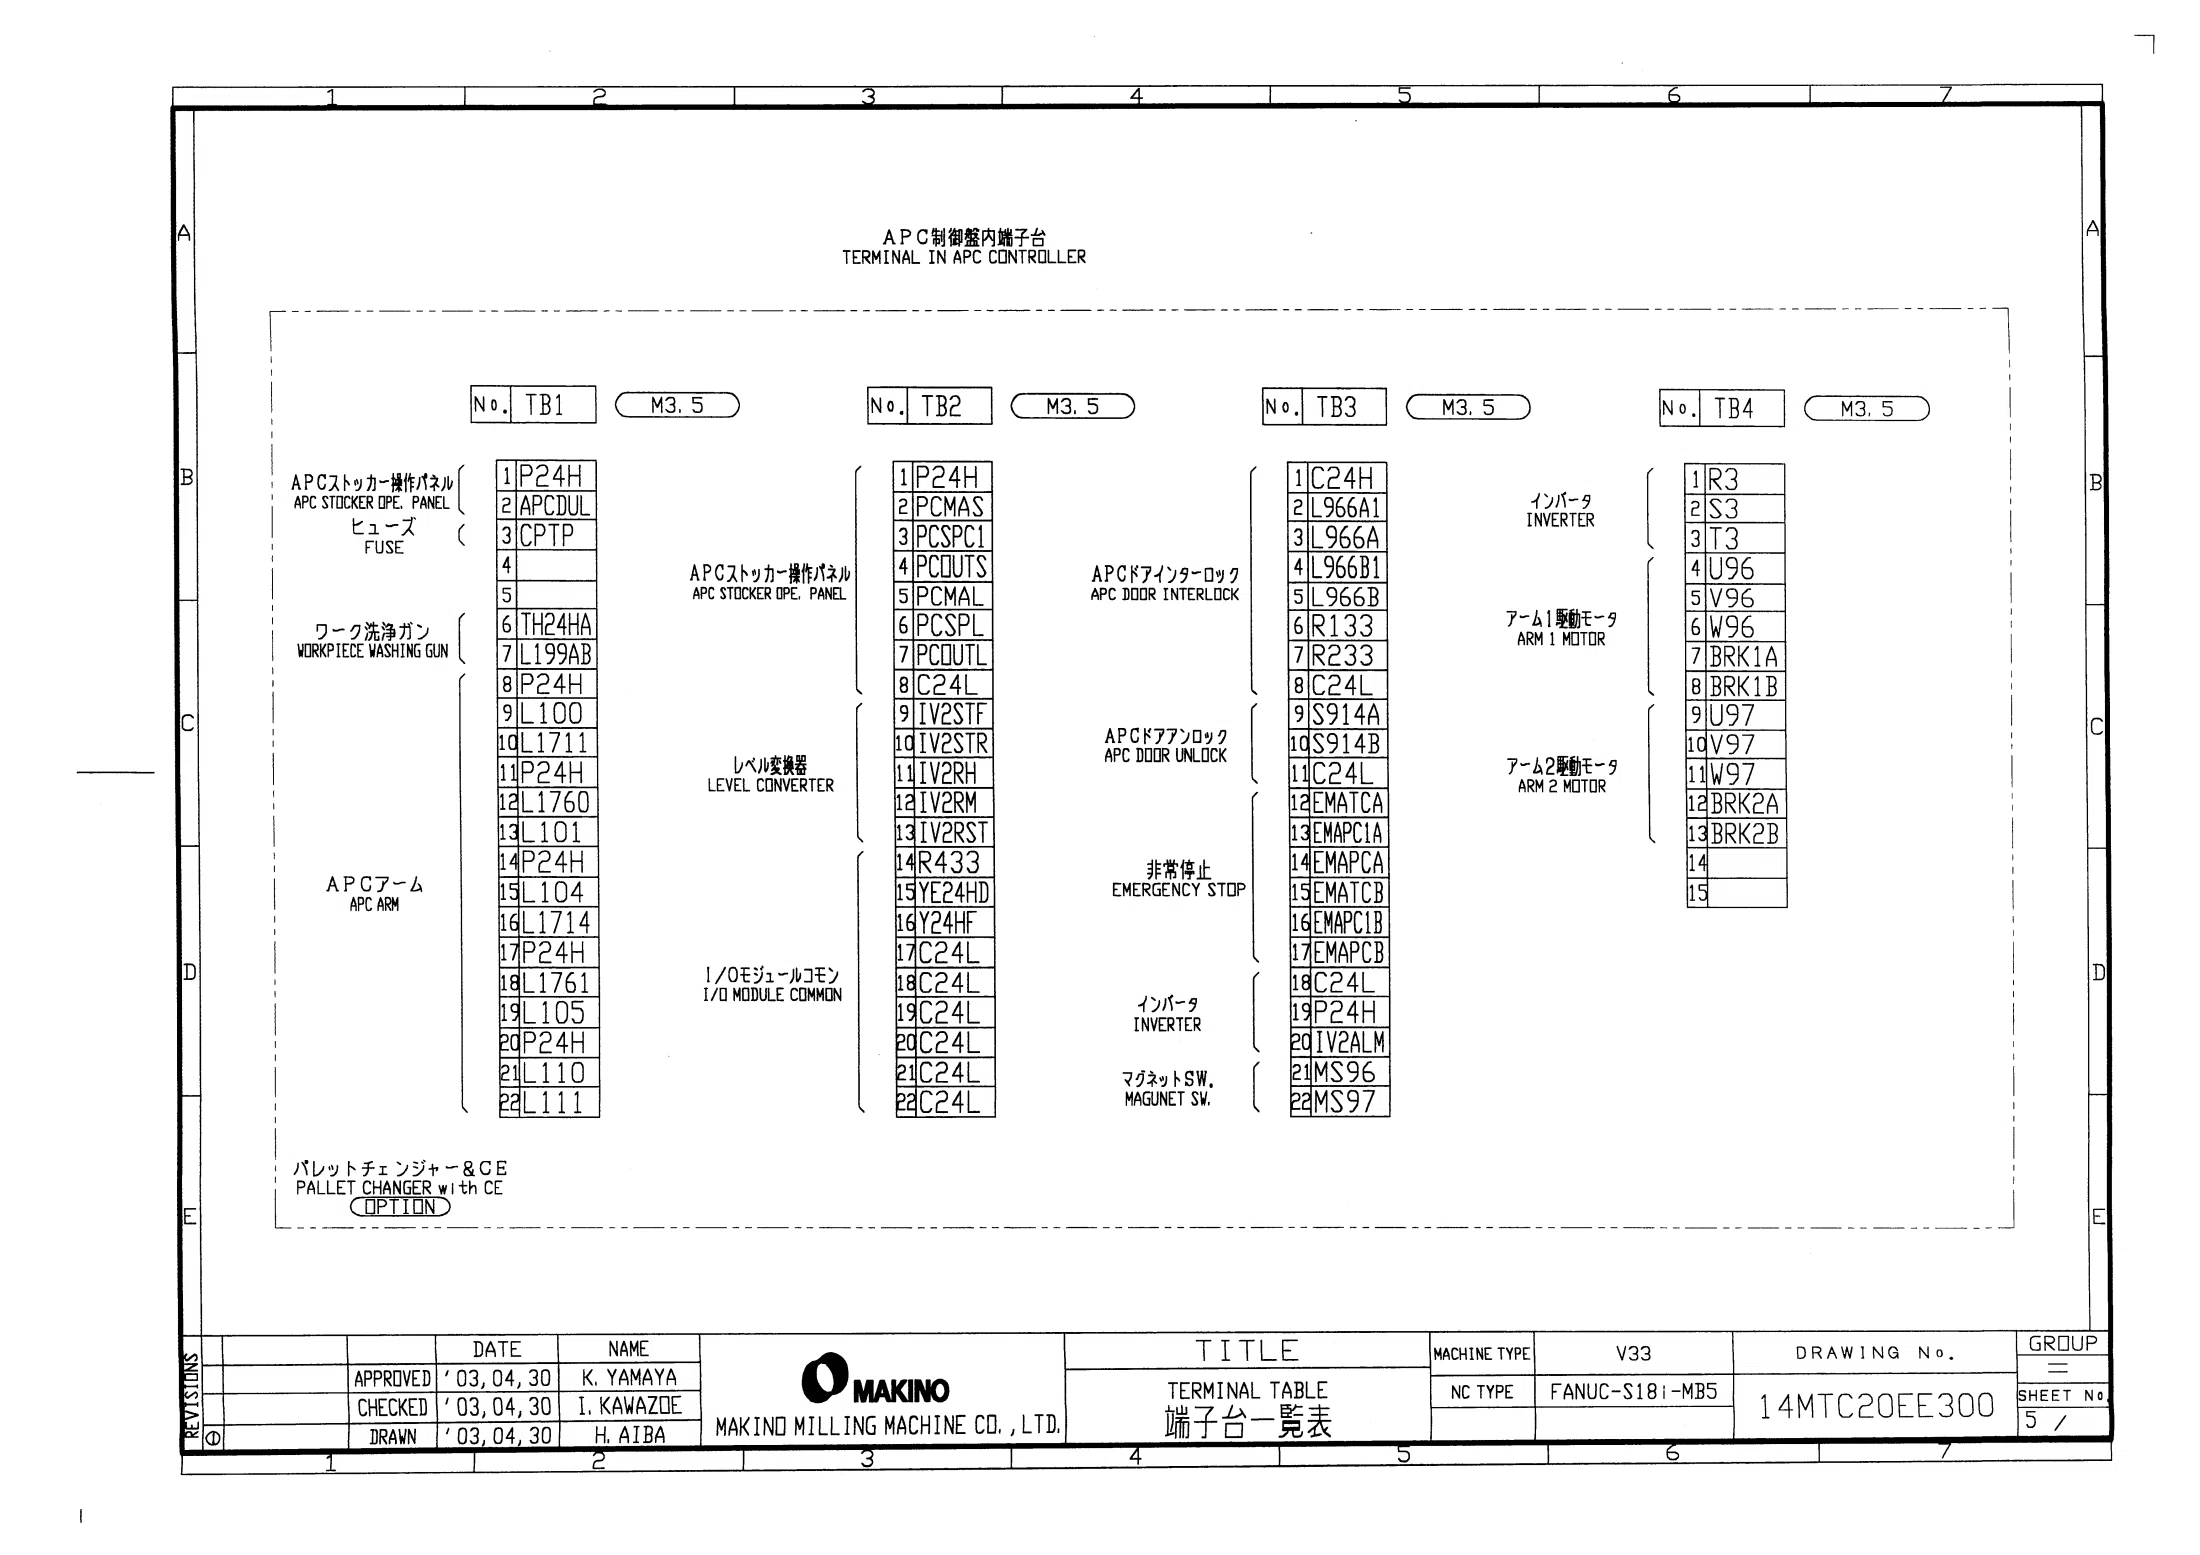 1 2 3 4 5 6 7
A A
APC制御盤内端子台
TERMINAL IN APC CONTROLLER
No. TB1 M3.5
No. TB2 M3.5
No. TB3 M3.5
No. TB4 M3.5
B B
APCストッカー操作パネル
APC STOCKER OPE. PANEL
ヒューズ
FUSE
ワーク洗浄ガン
WORKPIECE WASHING GUN
APCアーム
APC ARM
1 P24H
2 APCDUL
3 CPTP
4
5
6 TH24HA
7 L199AB
8 P24H
9 L100
10 L1711
11 P24H
12 L1760
13 L101
14 P24H
15 L104
16 L1714
17 P24H
18 L1761
19 L105
20 P24H
21 L110
22 L111
APCストッカー操作パネル
APC STOCKER OPE. PANEL
レベル変換器
LEVEL CONVERTER
I/Oモジュールコモン
I/O MODULE COMMON
1 P24H
2 PCMAS
3 PCSPC1
4 PCOUTS
5 PCMAL
6 PCSPL
7 PCOUTL
8 C24L
9 IV2STF
10 IV2STR
11 IV2RH
12 IV2RM
13 IV2RST
14 R433
15 YE24HD
16 Y24HF
17 C24L
18 C24L
19 C24L
20 C24L
21 C24L
22 C24L
APCドアインターロック
APC DOOR INTERLOCK
APCドアアンロック
APC DOOR UNLOCK
非常停止
EMERGENCY STOP
インバータ
INVERTER
マグネットSW.
MAGUNET SW.
1 C24H
2 L966A1
3 L966A
4 L966B1
5 L966B
6 R133
7 R233
8 C24L
9 S914A
10 S914B
11 C24L
12 EMATCA
13 EMAPC1A
14 EMAPCA
15 EMATCB
16 EMAPC1B
17 EMAPCB
18 C24L
19 P24H
20 IV2ALM
21 MS96
22 MS97
インバータ
INVERTER
アーム1駆動モータ
ARM 1 MOTOR
アーム2駆動モータ
ARM 2 MOTOR
1 R3
2 S3
3 T3
4 U96
5 V96
6 W96
7 BRK1A
8 BRK1B
9 U97
10 V97
11 W97
12 BRK2A
13 BRK2B
14
15
C C
D D
パレットチェンジャー&CE
PALLET CHANGER with CE
OPTION
E E
REVISIONS
①
DATE NAME
APPROVED '03,04,30 K. YAMAYA
CHECKED '03,04,30 I. KAWAZOE
DRAWN '03,04,30 H. AIBA
MAKINO
MAKINO MILLING MACHINE CO.,LTD.
TITLE
TERMINAL TABLE
端子台一覧表
MACHINE TYPE V33
NC TYPE FANUC-S18i-MB5
DRAWING No.
14MTC20EE300
GROUP
=
SHEET No.
5 /
1 2 3 4 5 6 7